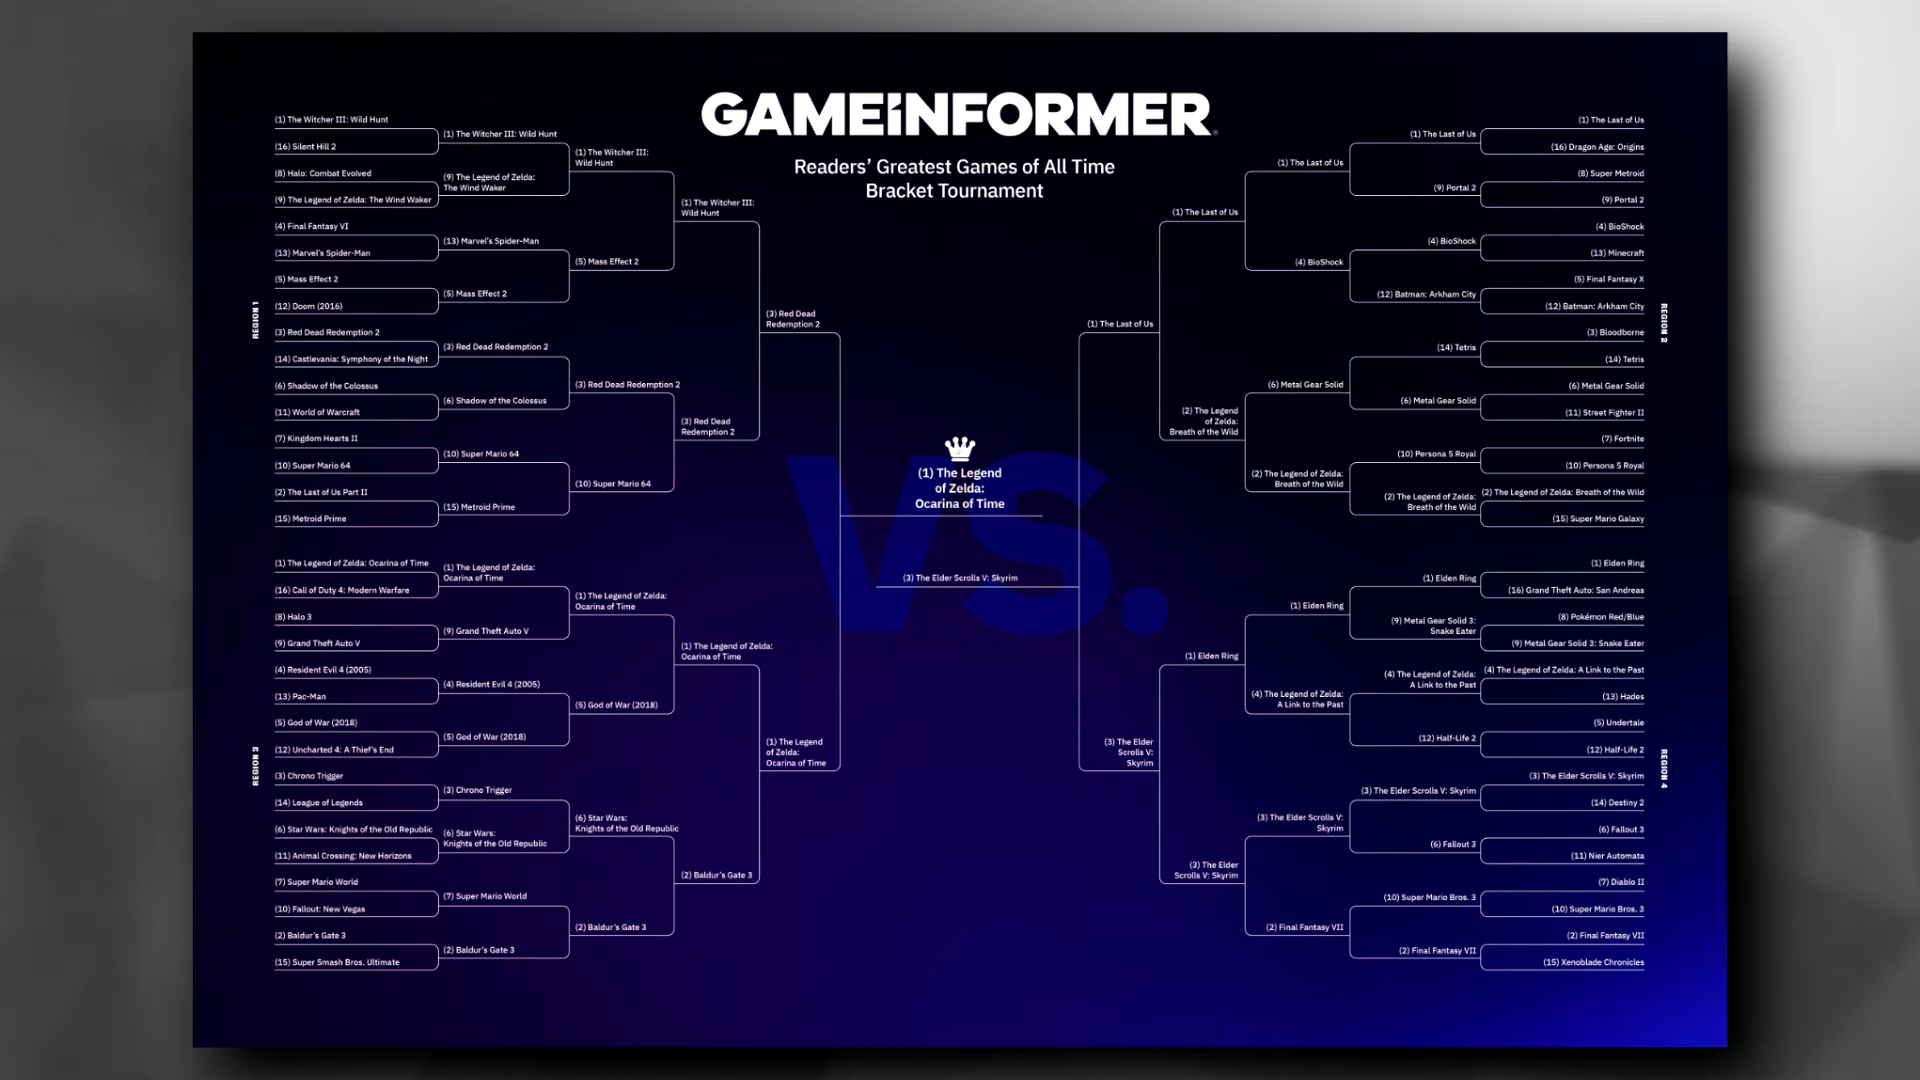 GAMEINFORMER
Readers' Greatest Games of All Time
Bracket Tournament
REGION 1
(1) The Witcher III: Wild Hunt
(16) Silent Hill 2
(8) Halo: Combat Evolved
(9) The Legend of Zelda: The Wind Waker
(4) Final Fantasy VI
(13) Marvel's Spider-Man
(5) Mass Effect 2
(12) Doom (2016)
(3) Red Dead Redemption 2
(14) Castlevania: Symphony of the Night
(6) Shadow of the Colossus
(11) World of Warcraft
(7) Kingdom Hearts II
(10) Super Mario 64
(2) The Last of Us Part II
(15) Metroid Prime
(1) The Witcher III: Wild Hunt
(9) The Legend of Zelda:
The Wind Waker
(13) Marvel's Spider-Man
(5) Mass Effect 2
(3) Red Dead Redemption 2
(6) Shadow of the Colossus
(10) Super Mario 64
(15) Metroid Prime
(1) The Witcher III:
Wild Hunt
(5) Mass Effect 2
(3) Red Dead Redemption 2
(10) Super Mario 64
(1) The Witcher III:
Wild Hunt
(3) Red Dead
Redemption 2
(3) Red Dead
Redemption 2
REGION 3
(1) The Legend of Zelda: Ocarina of Time
(16) Call of Duty 4: Modern Warfare
(8) Halo 3
(9) Grand Theft Auto V
(4) Resident Evil 4 (2005)
(13) Pac-Man
(5) God of War (2018)
(12) Uncharted 4: A Thief's End
(3) Chrono Trigger
(14) League of Legends
(6) Star Wars: Knights of the Old Republic
(11) Animal Crossing: New Horizons
(7) Super Mario World
(10) Fallout: New Vegas
(2) Baldur's Gate 3
(15) Super Smash Bros. Ultimate
(1) The Legend of Zelda:
Ocarina of Time
(9) Grand Theft Auto V
(4) Resident Evil 4 (2005)
(5) God of War (2018)
(3) Chrono Trigger
(6) Star Wars:
Knights of the Old Republic
(7) Super Mario World
(2) Baldur's Gate 3
(1) The Legend of Zelda:
Ocarina of Time
(5) God of War (2018)
(6) Star Wars:
Knights of the Old Republic
(2) Baldur's Gate 3
(1) The Legend of Zelda:
Ocarina of Time
(2) Baldur's Gate 3
(1) The Legend
of Zelda:
Ocarina of Time
VS.
(1) The Legend
of Zelda:
Ocarina of Time
(3) The Elder Scrolls V: Skyrim
REGION 2
(1) The Last of Us
(16) Dragon Age: Origins
(8) Super Metroid
(9) Portal 2
(4) BioShock
(13) Minecraft
(5) Final Fantasy X
(12) Batman: Arkham City
(3) Bloodborne
(14) Tetris
(6) Metal Gear Solid
(11) Street Fighter II
(7) Fortnite
(10) Persona 5 Royal
(2) The Legend of Zelda: Breath of the Wild
(15) Super Mario Galaxy
(1) The Last of Us
(9) Portal 2
(4) BioShock
(12) Batman: Arkham City
(14) Tetris
(6) Metal Gear Solid
(10) Persona 5 Royal
(2) The Legend of Zelda:
Breath of the Wild
(1) The Last of Us
(4) BioShock
(6) Metal Gear Solid
(2) The Legend of Zelda:
Breath of the Wild
(1) The Last of Us
(2) The Legend
of Zelda:
Breath of the Wild
(1) The Last of Us
REGION 4
(1) Elden Ring
(16) Grand Theft Auto: San Andreas
(8) Pokémon Red/Blue
(9) Metal Gear Solid 3: Snake Eater
(4) The Legend of Zelda: A Link to the Past
(13) Hades
(5) Undertale
(12) Half-Life 2
(3) The Elder Scrolls V: Skyrim
(14) Destiny 2
(6) Fallout 3
(11) Nier Automata
(7) Diablo II
(10) Super Mario Bros. 3
(2) Final Fantasy VII
(15) Xenoblade Chronicles
(1) Elden Ring
(9) Metal Gear Solid 3:
Snake Eater
(4) The Legend of Zelda:
A Link to the Past
(12) Half-Life 2
(3) The Elder Scrolls V: Skyrim
(6) Fallout 3
(10) Super Mario Bros. 3
(2) Final Fantasy VII
(1) Elden Ring
(4) The Legend of Zelda:
A Link to the Past
(3) The Elder Scrolls V:
Skyrim
(2) Final Fantasy VII
(1) Elden Ring
(3) The Elder
Scrolls V: Skyrim
(3) The Elder
Scrolls V:
Skyrim